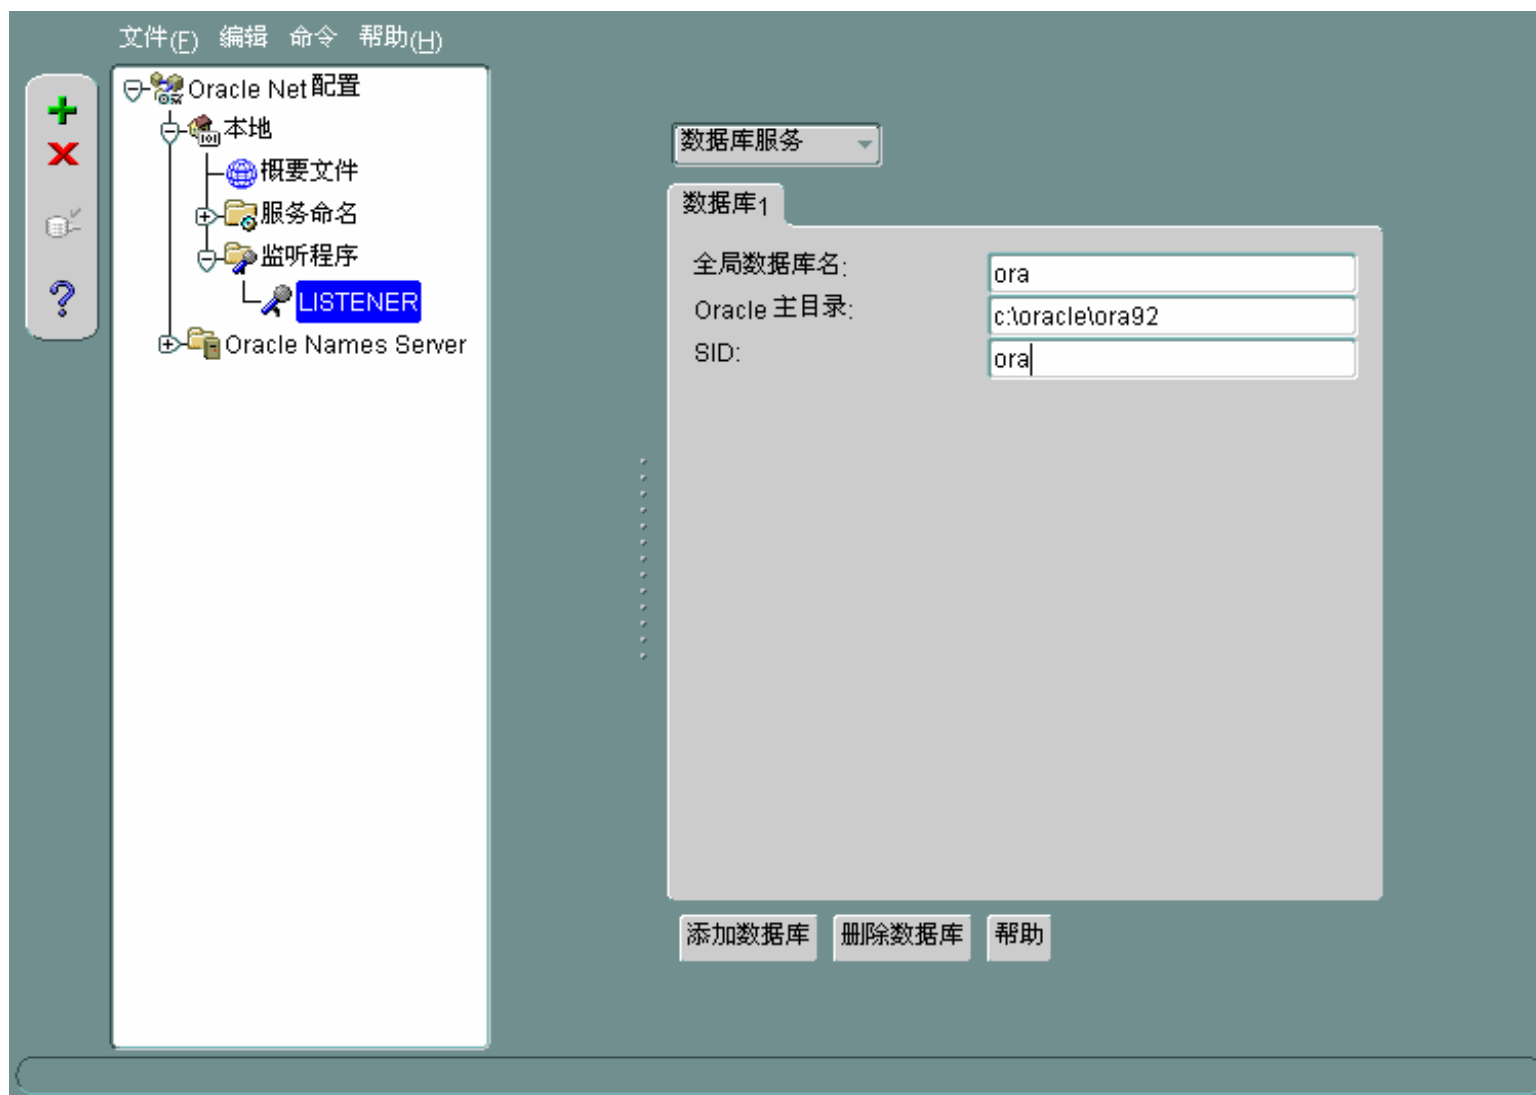 文件(F) 编辑 命令 帮助(H)
Oracle Net 配置
本地
概要文件
服务命名
监听程序
LISTENER
Oracle Names Server
数据库服务
数据库1
全局数据库名: ora
Oracle 主目录: c:\oracle\ora92
SID: ora
添加数据库 删除数据库 帮助